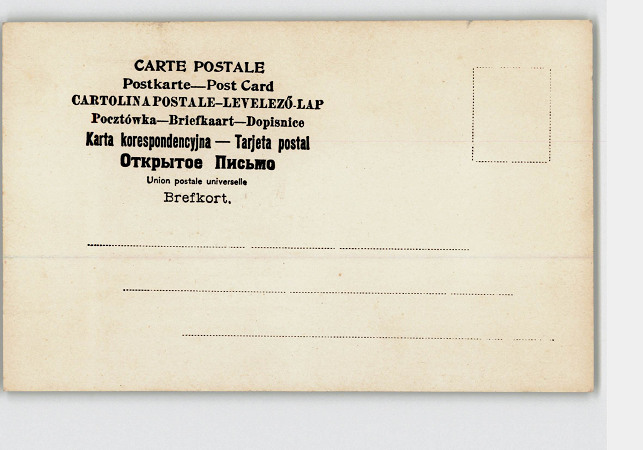 CARTE POSTALE
Postkarte—Post Card
CARTOLINA POSTALE–LEVELEZŐ-LAP
Pocztówka—Briefkaart—Dopisnice
Karta korespondencyjna — Tarjeta postal
Открытое Письмо
Union postale universelle
Brefkort.